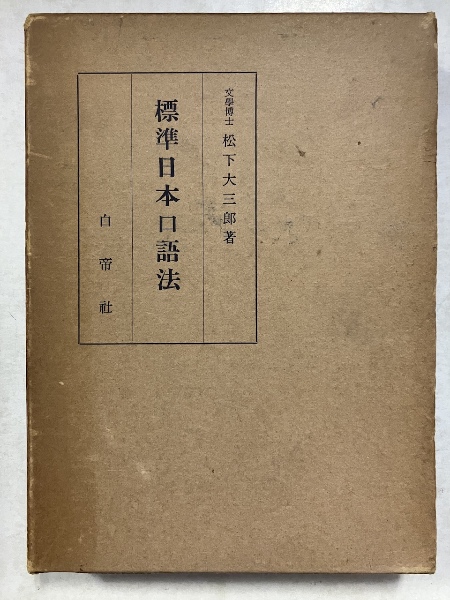 文學博士 松下大三郎著
標準日本口語法
白帝社